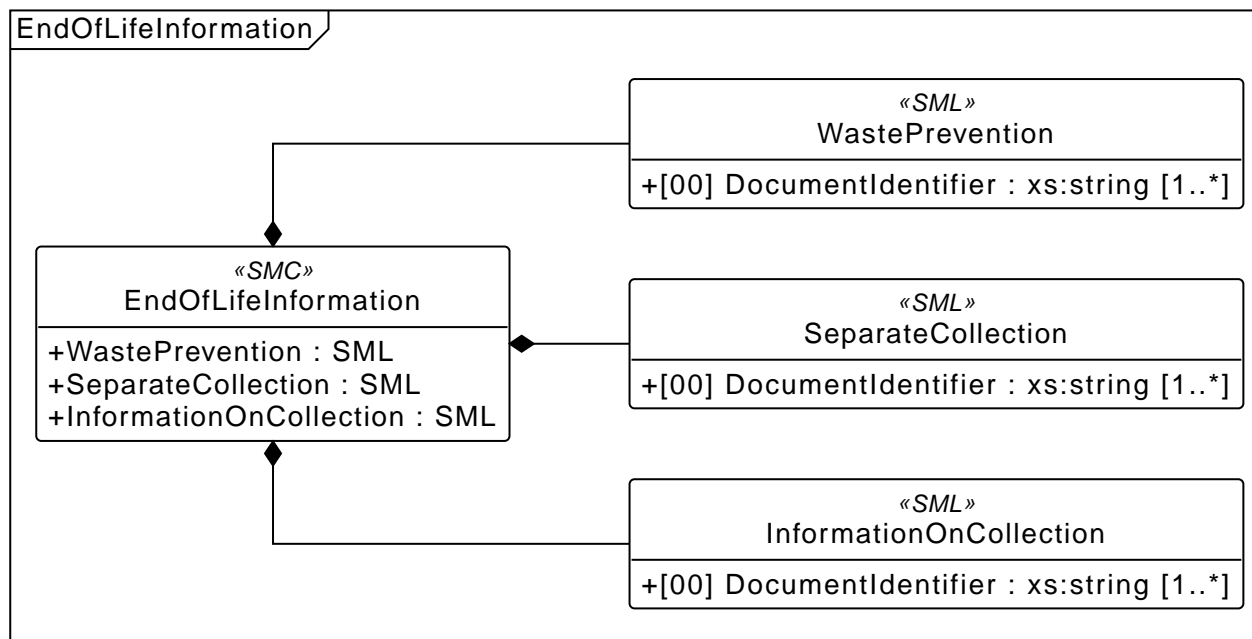 EndOfLifeInformation
«SML»
WastePrevention
+[00] DocumentIdentifier : xs:string [1..*]
«SMC»
EndOfLifeInformation
+WastePrevention : SML
+SeparateCollection : SML
+InformationOnCollection : SML
«SML»
SeparateCollection
+[00] DocumentIdentifier : xs:string [1..*]
«SML»
InformationOnCollection
+[00] DocumentIdentifier : xs:string [1..*]